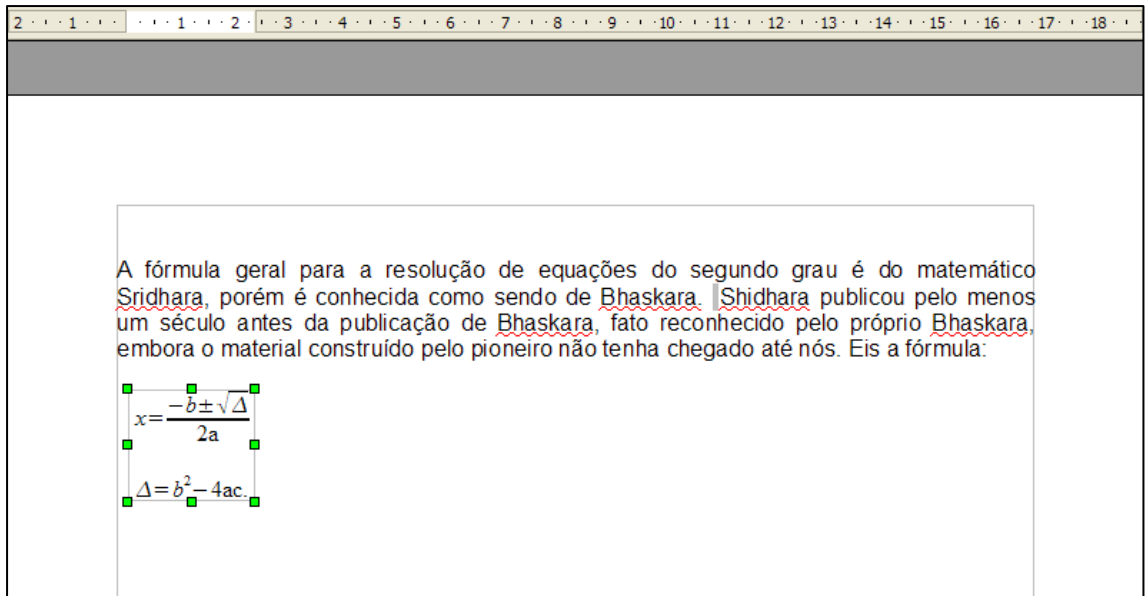 2 1 1 2 3 4 5 6 7 8 9 10 11 12 13 14 15 16 17 18
A fórmula geral para a resolução de equações do segundo grau é do matemático
Sridhara, porém é conhecida como sendo de Bhaskara. Shidhara publicou pelo menos
um século antes da publicação de Bhaskara, fato reconhecido pelo próprio Bhaskara,
embora o material construído pelo pioneiro não tenha chegado até nós. Eis a fórmula:
x=−b±√Δ
2a
Δ=b²−4ac.